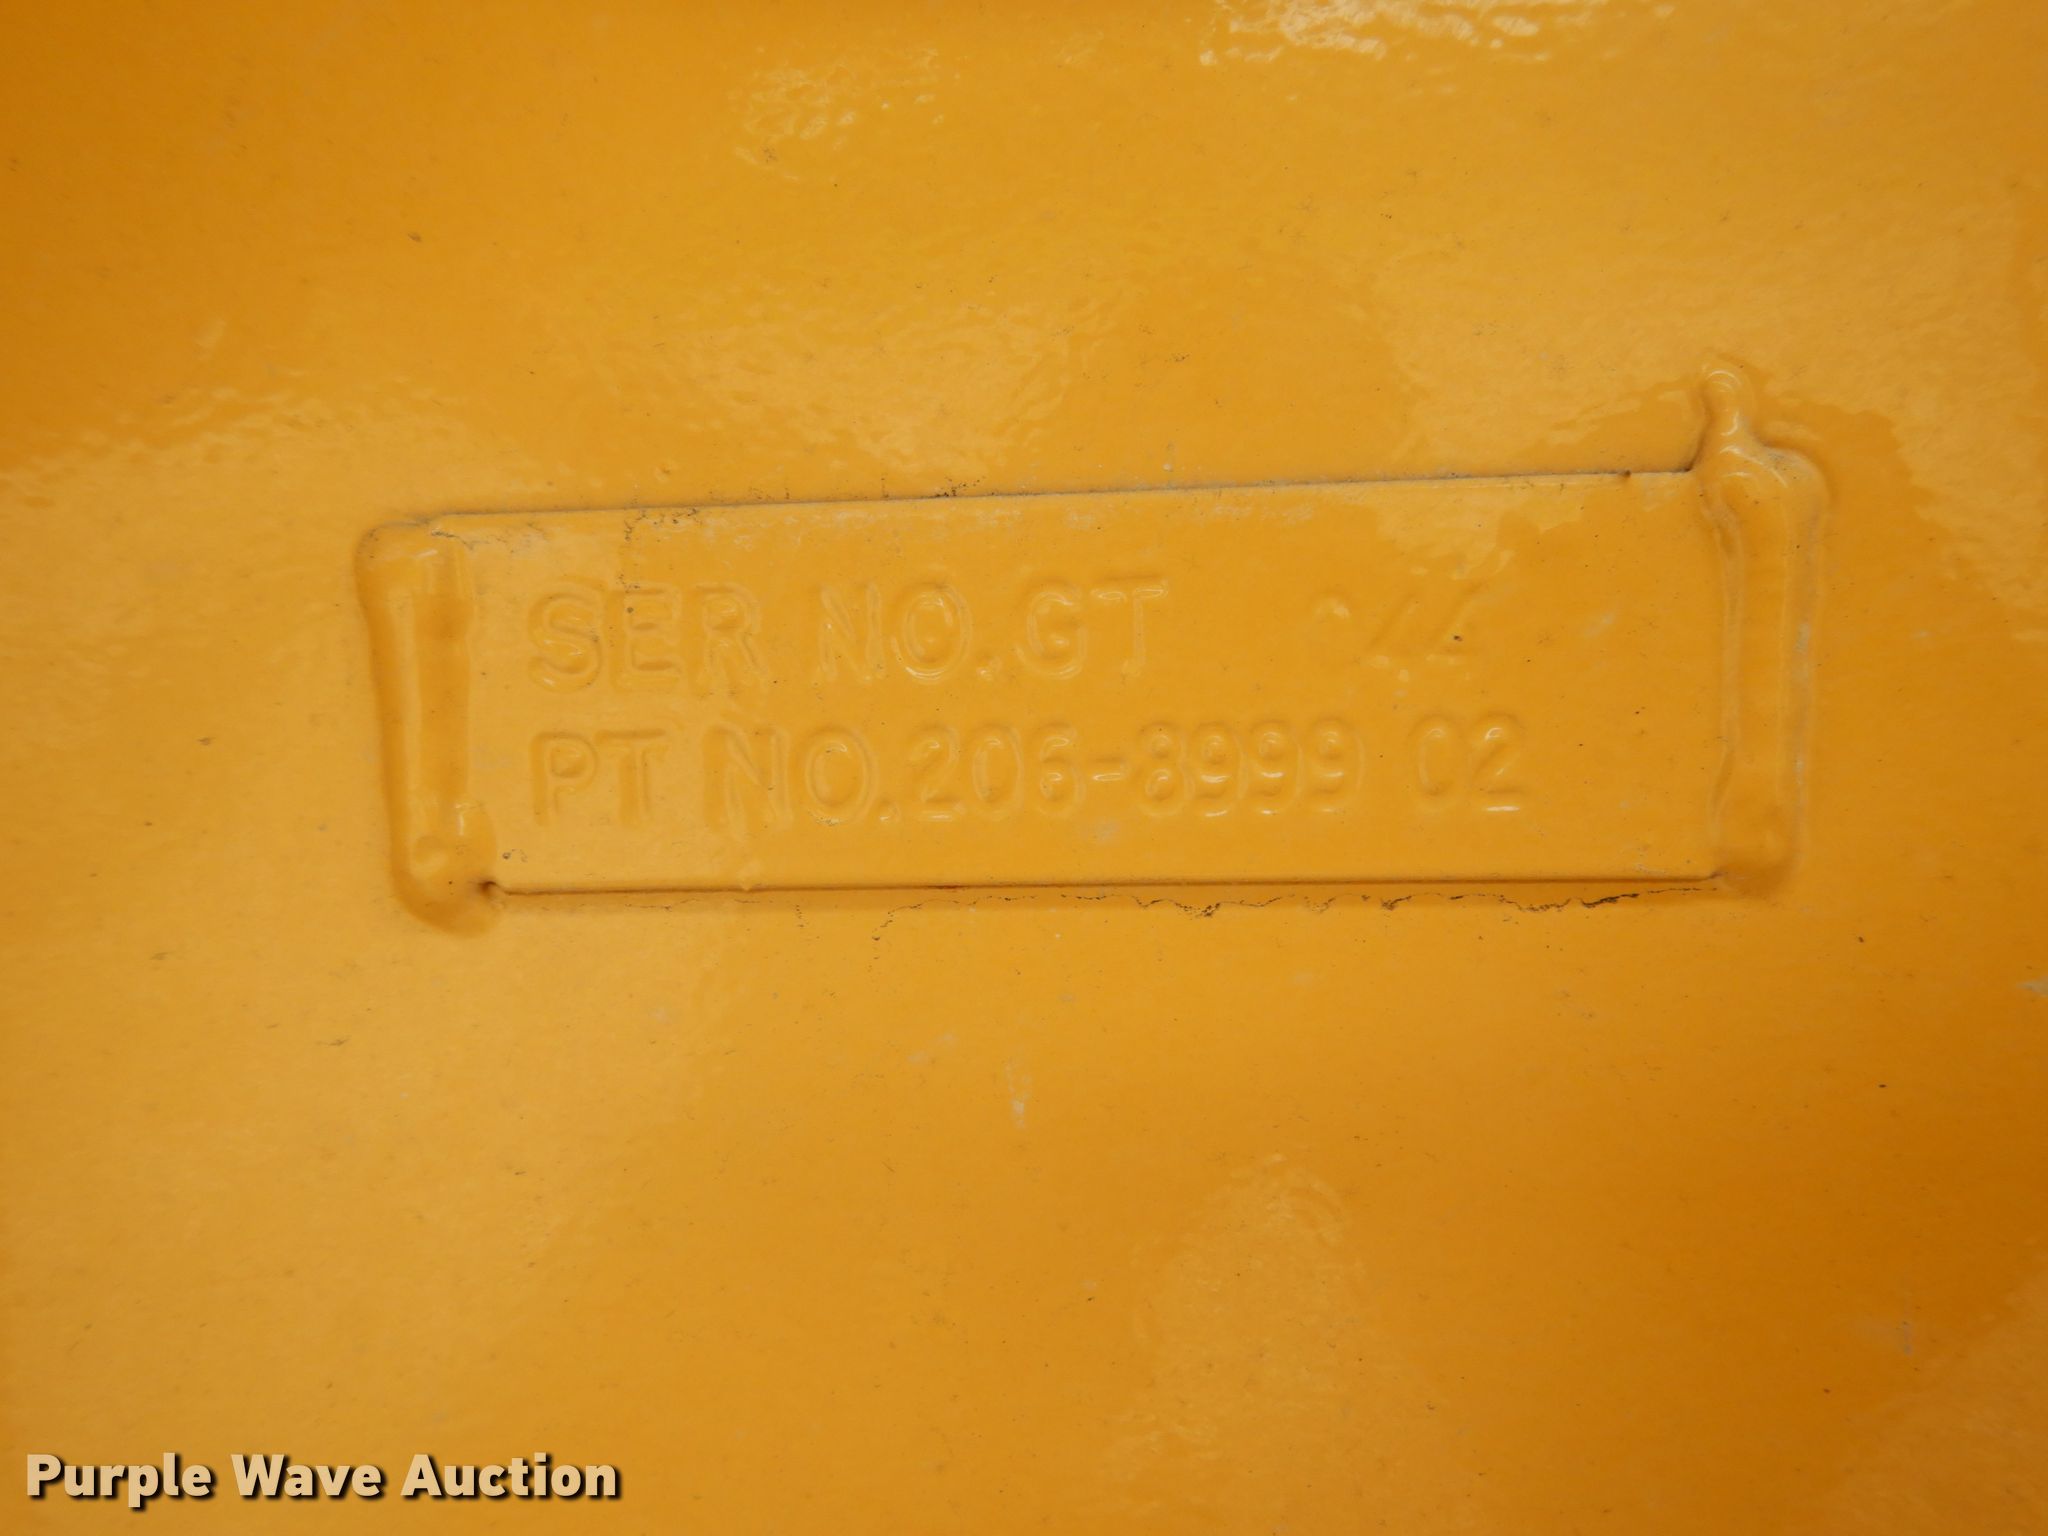 SER NO.GT
PT NO.206-8999 02
Purple Wave Auction